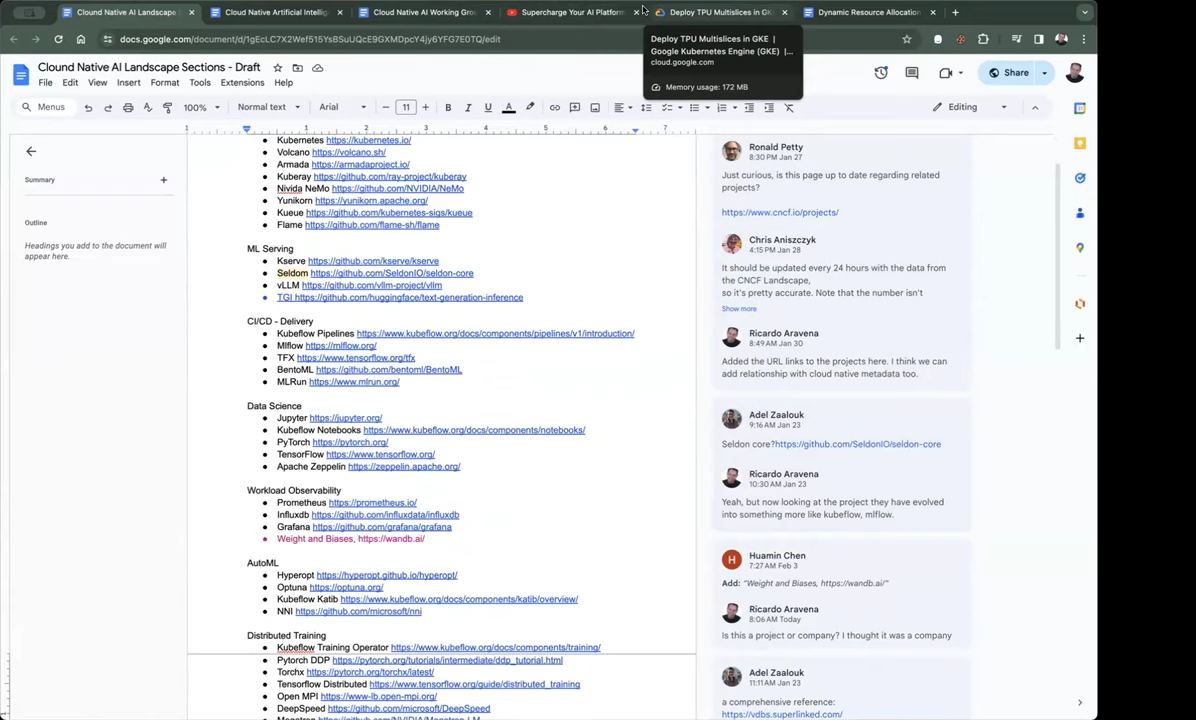 Clound Native AI Landscape
Cloud Native Artificial Intellig
Cloud Native AI Working Grou
Supercharge Your AI Platform
Deploy TPU Multislices in GKE
Dynamic Resource Allocation
docs.google.com/document/d/1gEcLC7X2Wef515YsBSuUQcE9GXMDpcY4jy6YFG7E0TQ/edit
Deploy TPU Multislices in GKE |
Google Kubernetes Engine (GKE) |...
cloud.google.com
Memory usage: 172 MB
Clound Native AI Landscape Sections - Draft
File Edit View Insert Format Tools Extensions Help
Share
Menus
100%
Normal text
Arial
11
B I U A
Editing
1 1 2 3 4 5 6 7
Summary
Outline
Headings you add to the document will
appear here.
Kubernetes https://kubernetes.io/
Volcano https://volcano.sh/
Armada https://armadaproject.io/
Kuberay https://github.com/ray-project/kuberay
Nivida NeMo https://github.com/NVIDIA/NeMo
Yunikorn https://yunikorn.apache.org/
Kueue https://github.com/kubernetes-sigs/kueue
Flame https://github.com/flame-sh/flame
ML Serving
Kserve https://github.com/kserve/kserve
Seldom https://github.com/SeldonIO/seldon-core
vLLM https://github.com/vllm-project/vllm
TGI https://github.com/huggingface/text-generation-inference
CI/CD - Delivery
Kubeflow Pipelines https://www.kubeflow.org/docs/components/pipelines/v1/introduction/
Mlflow https://mlflow.org/
TFX https://www.tensorflow.org/tfx
BentoML https://github.com/bentoml/BentoML
MLRun https://www.mlrun.org/
Data Science
Jupyter https://jupyter.org/
Kubeflow Notebooks https://www.kubeflow.org/docs/components/notebooks/
PyTorch https://pytorch.org/
TensorFlow https://www.tensorflow.org/
Apache Zeppelin https://zeppelin.apache.org/
Workload Observability
Prometheus https://prometheus.io/
Influxdb https://github.com/influxdata/influxdb
Grafana https://github.com/grafana/grafana
Weight and Biases, https://wandb.ai/
AutoML
Hyperopt https://hyperopt.github.io/hyperopt/
Optuna https://optuna.org/
Kubeflow Katib https://www.kubeflow.org/docs/components/katib/overview/
NNI https://github.com/microsoft/nni
Distributed Training
Kubeflow Training Operator https://www.kubeflow.org/docs/components/training/
Pytorch DDP https://pytorch.org/tutorials/intermediate/ddp_tutorial.html
Torchx https://pytorch.org/torchx/latest/
Tensorflow Distributed https://www.tensorflow.org/guide/distributed_training
Open MPI https://www-lb.open-mpi.org/
DeepSpeed https://github.com/microsoft/DeepSpeed
Megatron https://github.com/NVIDIA/Megatron-LM
Ronald Petty
8:30 PM Jan 27
Just curious, is this page up to date regarding related
projects?
https://www.cncf.io/projects/
Chris Aniszczyk
4:15 PM Jan 28
It should be updated every 24 hours with the data from
the CNCF Landscape,
so it's pretty accurate. Note that the number isn't
Show more
Ricardo Aravena
8:49 AM Jan 30
Added the URL links to the projects here. I think we can
add relationship with cloud native metadata too.
Adel Zaalouk
9:16 AM Jan 23
Seldon core?https://github.com/SeldonIO/seldon-core
Ricardo Aravena
10:30 AM Jan 23
Yeah, but now looking at the project they have evolved
into something more like kubeflow, mlflow.
H
Huamin Chen
7:27 AM Feb 3
Add: "Weight and Biases, https://wandb.ai/"
Ricardo Aravena
8:06 AM Today
Is this a project or company? I thought it was a company
Adel Zaalouk
11:11 AM Jan 23
a comprehensive reference:
https://vdbs.superlinked.com/